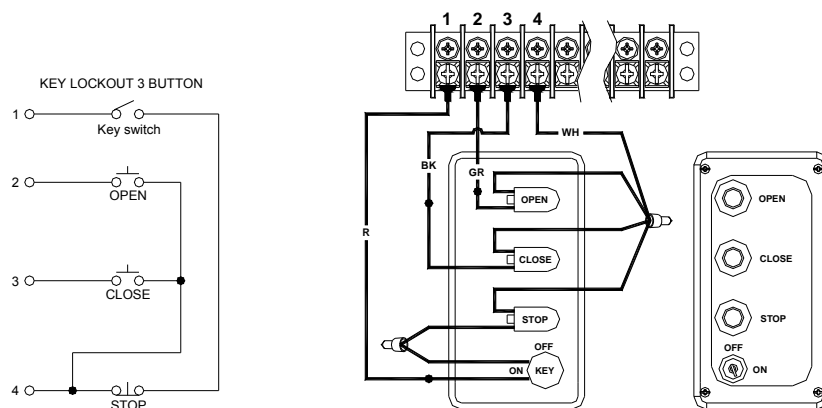 KEY LOCKOUT 3 BUTTON
1
Key switch
2
OPEN
3
CLOSE
4
STOP
1 2 3 4
WH
BK
GR
R
OPEN
CLOSE
STOP
OFF
ON KEY
OPEN
CLOSE
STOP
OFF
ON